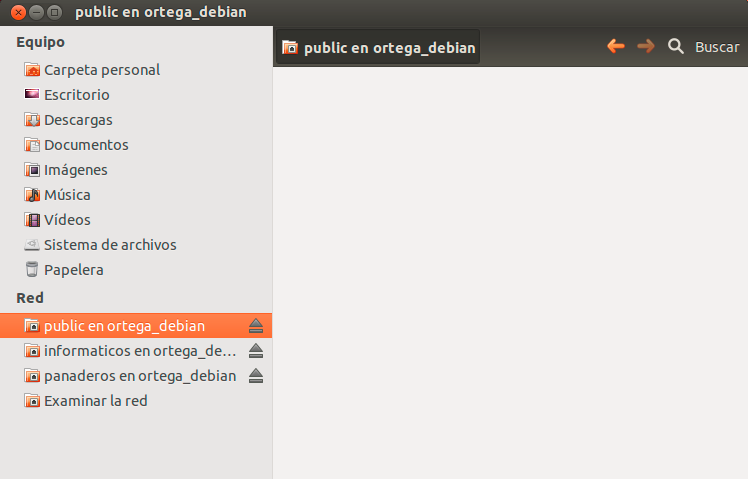 public en ortega_debian
Equipo
Carpeta personal
Escritorio
Descargas
Documentos
Imágenes
Música
Vídeos
Sistema de archivos
Papelera
Red
public en ortega_debian
informaticos en ortega_de...
panaderos en ortega_debian
Examinar la red
public en ortega_debian
Buscar